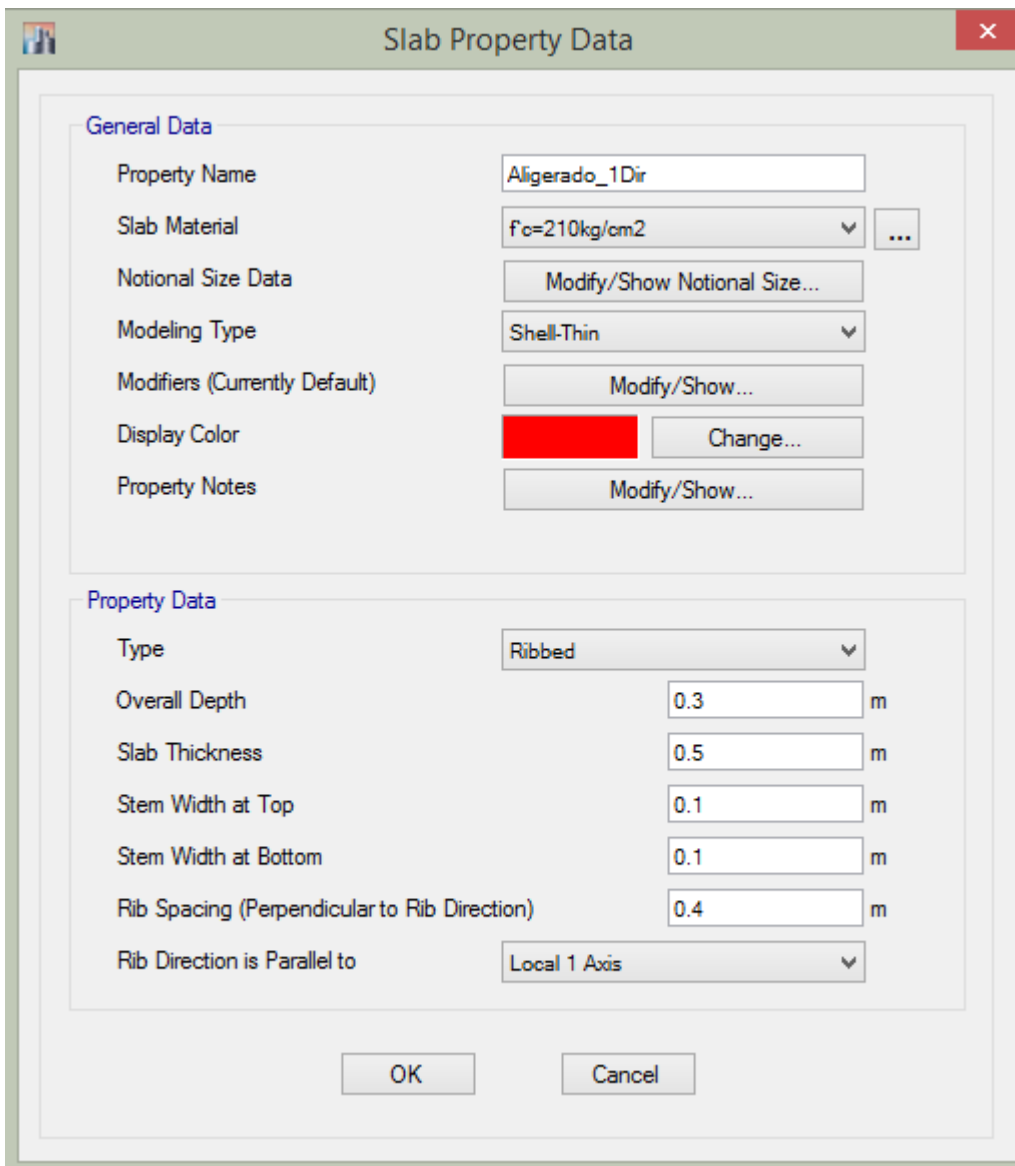 Slab Property Data
General Data
Property Name Aligerado_1Dir
Slab Material f'c=210kg/cm2 ...
Notional Size Data Modify/Show Notional Size...
Modeling Type Shell-Thin
Modifiers (Currently Default) Modify/Show...
Display Color Change...
Property Notes Modify/Show...
Property Data
Type Ribbed
Overall Depth 0.3 m
Slab Thickness 0.5 m
Stem Width at Top 0.1 m
Stem Width at Bottom 0.1 m
Rib Spacing (Perpendicular to Rib Direction) 0.4 m
Rib Direction is Parallel to Local 1 Axis
OK Cancel